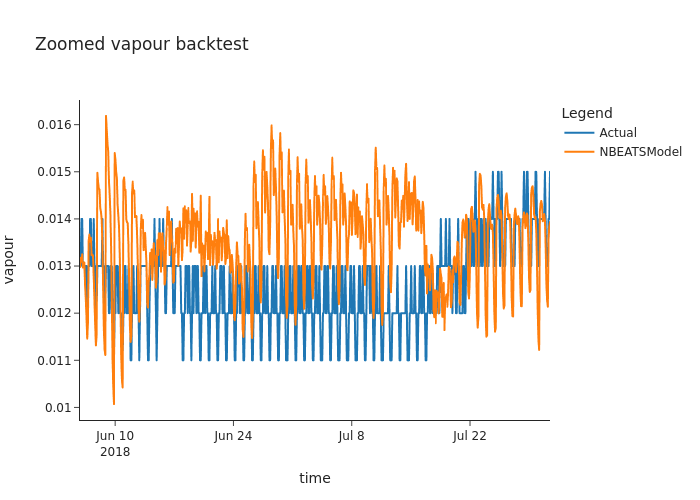 Zoomed vapour backtest
Legend
Actual
NBEATSModel
0.016
0.015
0.014
0.013
0.012
0.011
0.01
vapour
Jun 10
2018
Jun 24
Jul 8
Jul 22
time